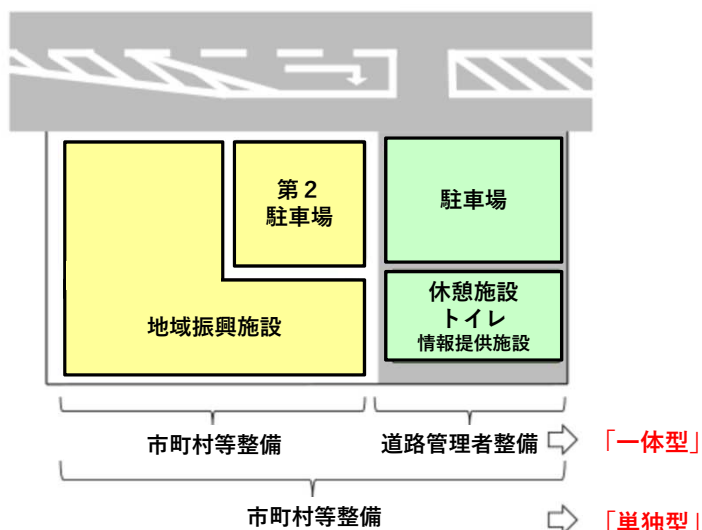 第２
駐車場
駐車場
地域振興施設
休憩施設
トイレ
情報提供施設
市町村等整備
道路管理者整備
「一体型」
市町村等整備
「単独型」